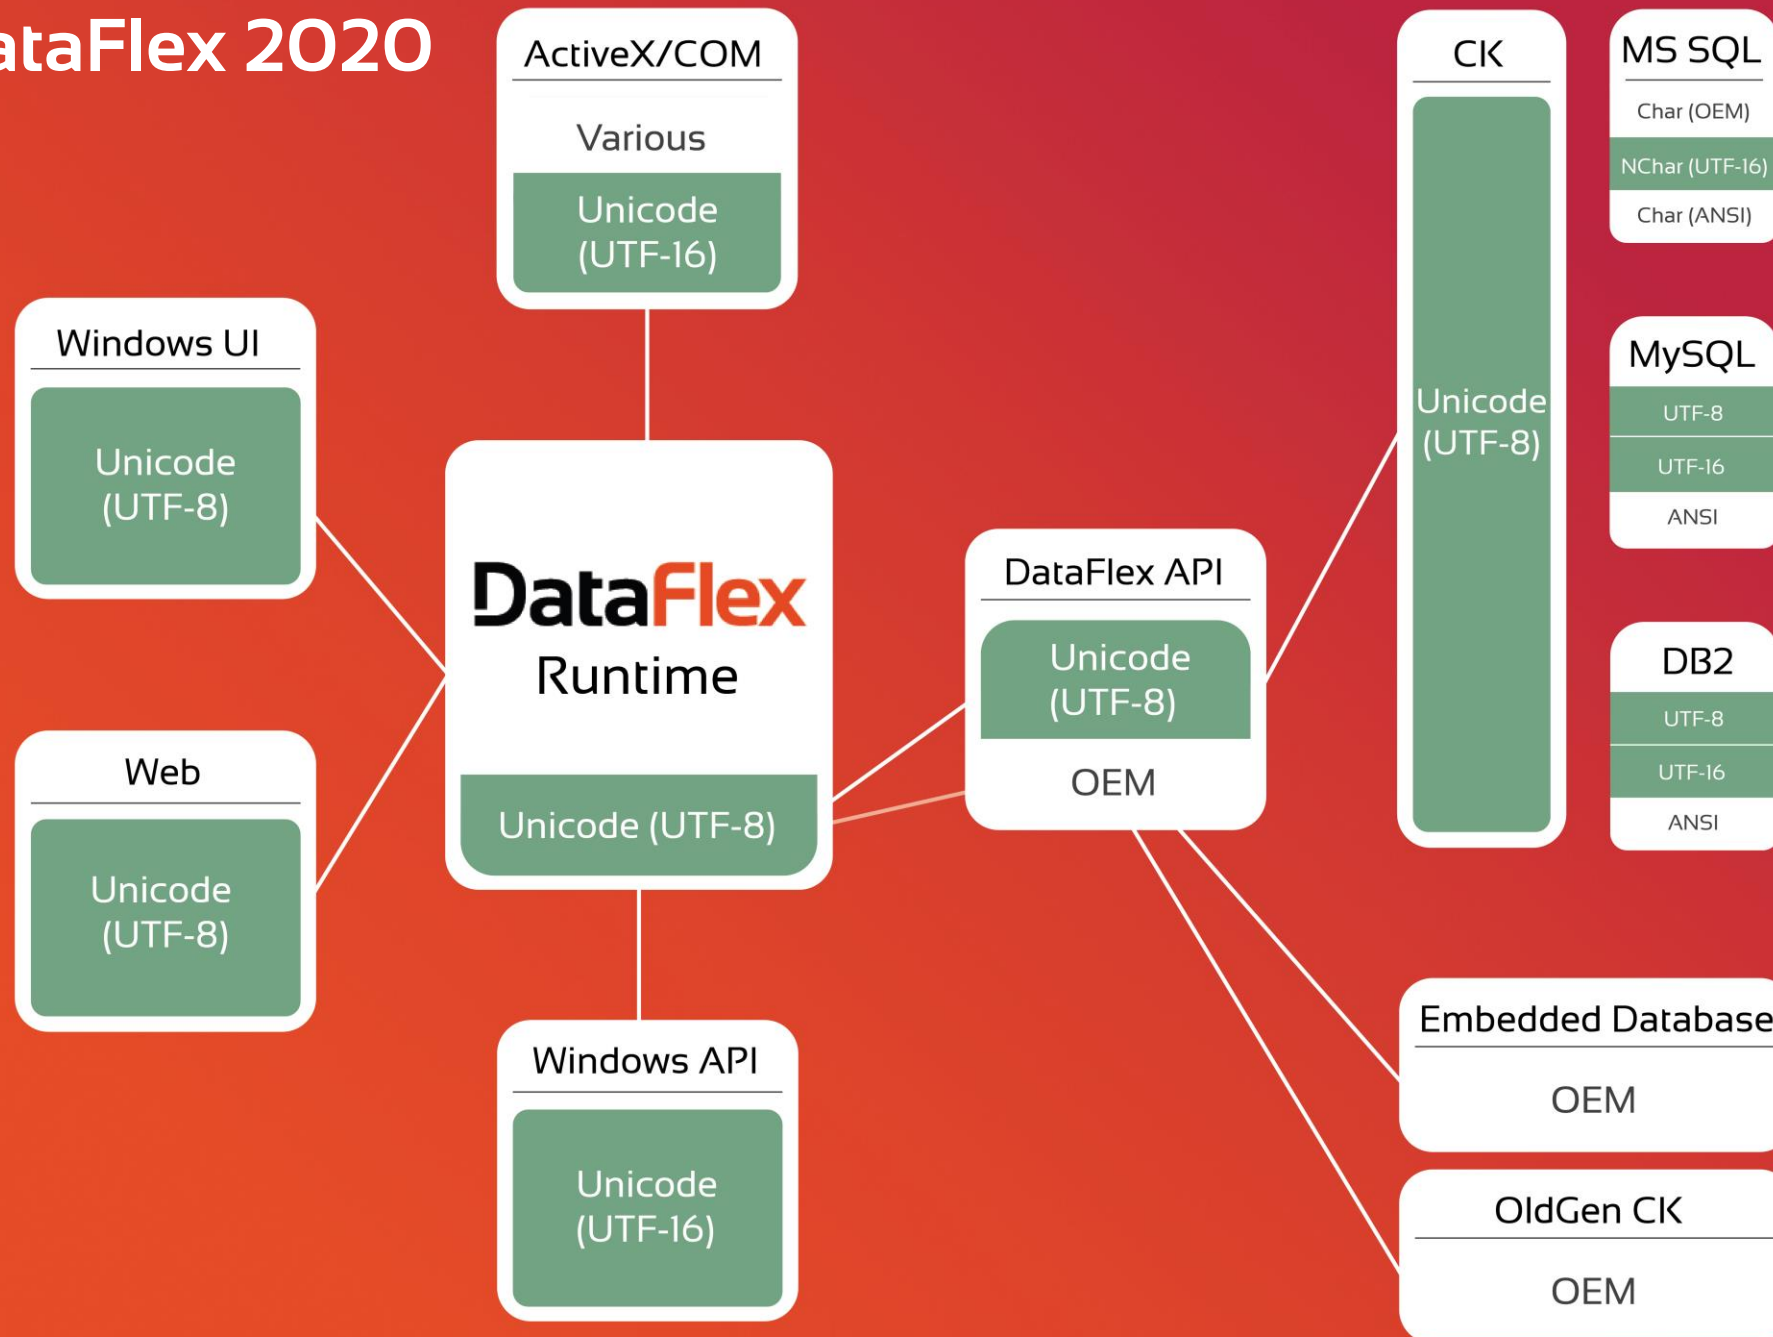 ataFlex 2020
ActiveX/COM
Various
Unicode
(UTF-16)
Windows UI
Unicode
(UTF-8)
Web
Unicode
(UTF-8)
DataFlex
Runtime
Unicode (UTF-8)
Windows API
Unicode
(UTF-16)
DataFlex API
Unicode
(UTF-8)
OEM
CK
Unicode
(UTF-8)
MS SQL
Char (OEM)
NChar (UTF-16)
Char (ANSI)
MySQL
UTF-8
UTF-16
ANSI
DB2
UTF-8
UTF-16
ANSI
Embedded Database
OEM
OldGen CK
OEM